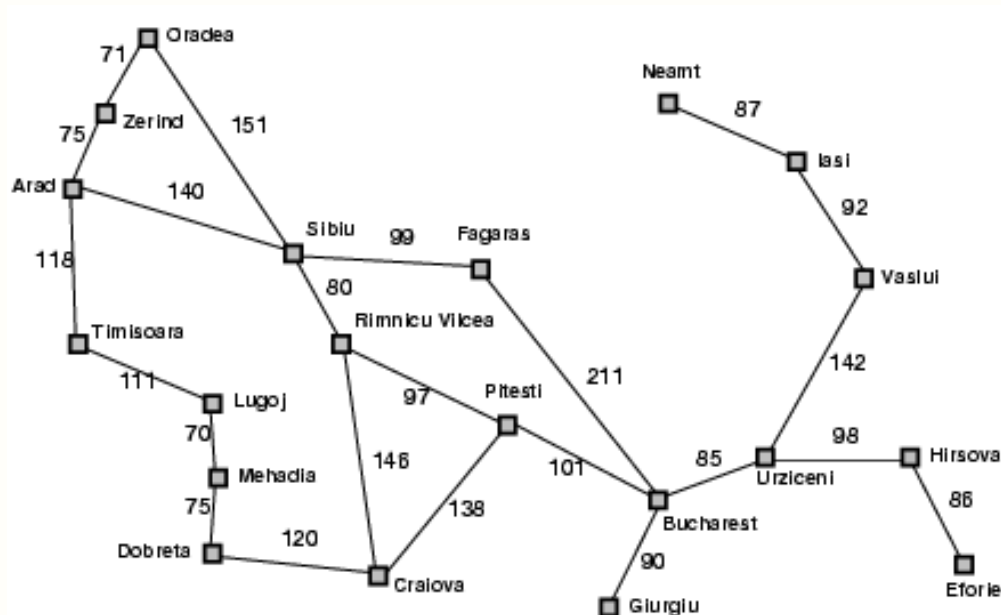 Oradea
71
Neamt
87
Zerind
75
151
Iasi
Arad
140
92
Sibiu
99
Fagaras
118
80
Vaslui
Rimnicu Vilcea
Timisoara
142
111
97
Pitesti
211
Lugoj
70
98
Hirsova
146
101
85
Urziceni
Mehadia
86
75
138
Bucharest
Dobreta
120
90
Craiova
Eforie
Giurgiu